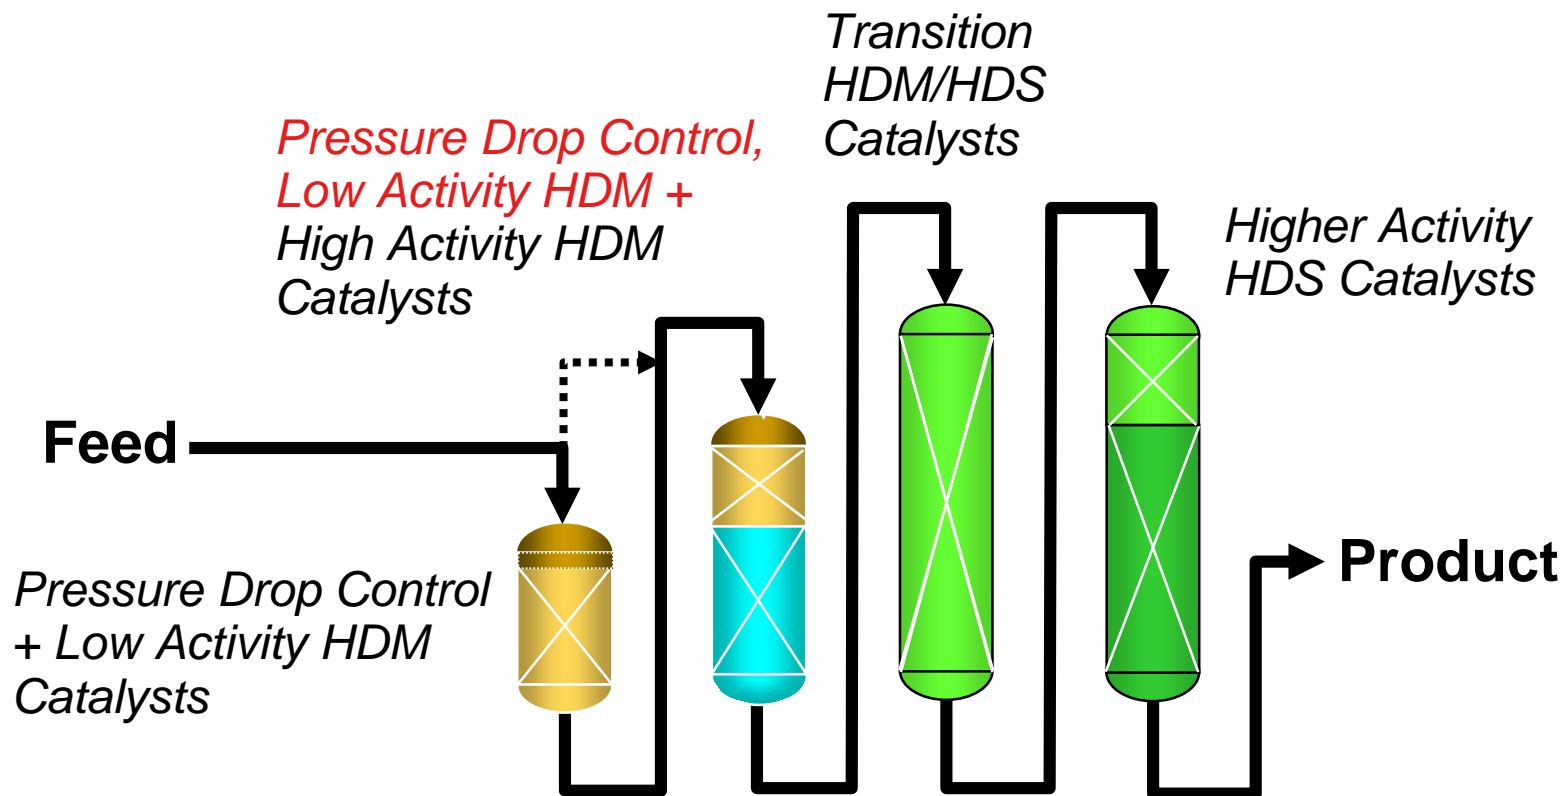 Transition
HDM/HDS
Catalysts
Pressure Drop Control,
Low Activity HDM +
High Activity HDM
Catalysts
Higher Activity
HDS Catalysts
Feed
Pressure Drop Control
+ Low Activity HDM
Catalysts
Product